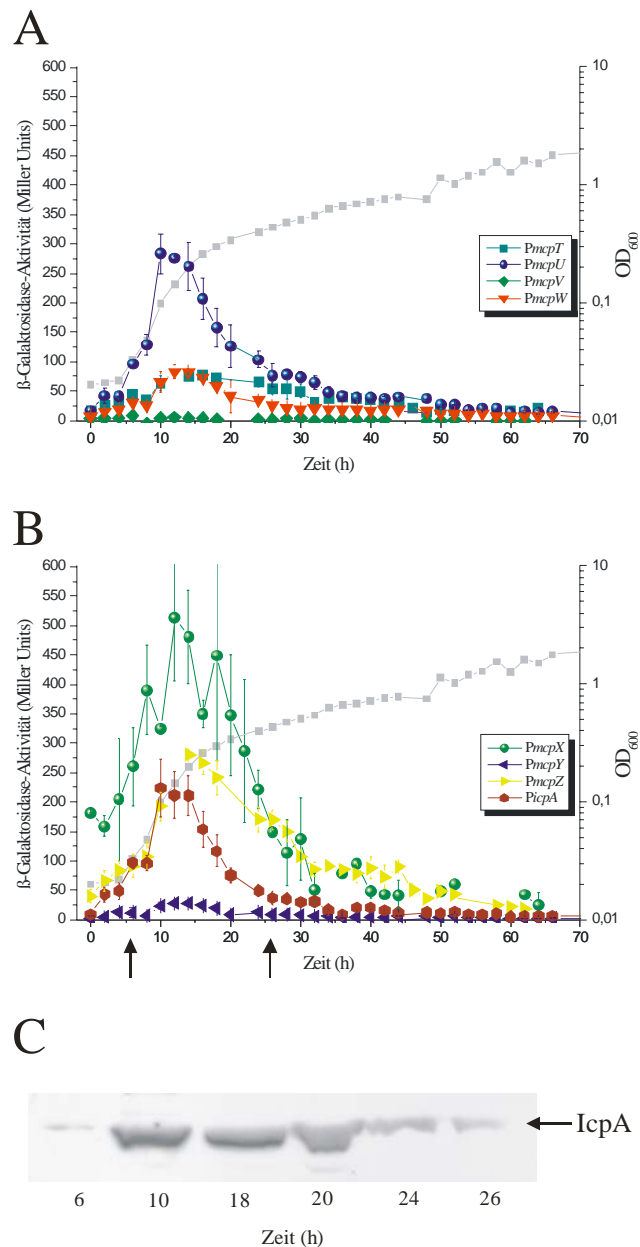 A
600
550
500
450
400
350
300
250
200
150
100
50
0
ß-Galaktosidase-Aktivität (Miller Units)
10
1
0,1
0,01
OD600
PmcpT
PmcpU
PmcpV
PmcpW
0 10 20 30 40 50 60 70
Zeit (h)
B
600
550
500
450
400
350
300
250
200
150
100
50
0
ß-Galaktosidase-Aktivität (Miller Units)
10
1
0,1
0,01
OD600
PmcpX
PmcpY
PmcpZ
PicpA
0 10 20 30 40 50 60 70
Zeit (h)
C
IcpA
6 10 18 20 24 26
Zeit (h)